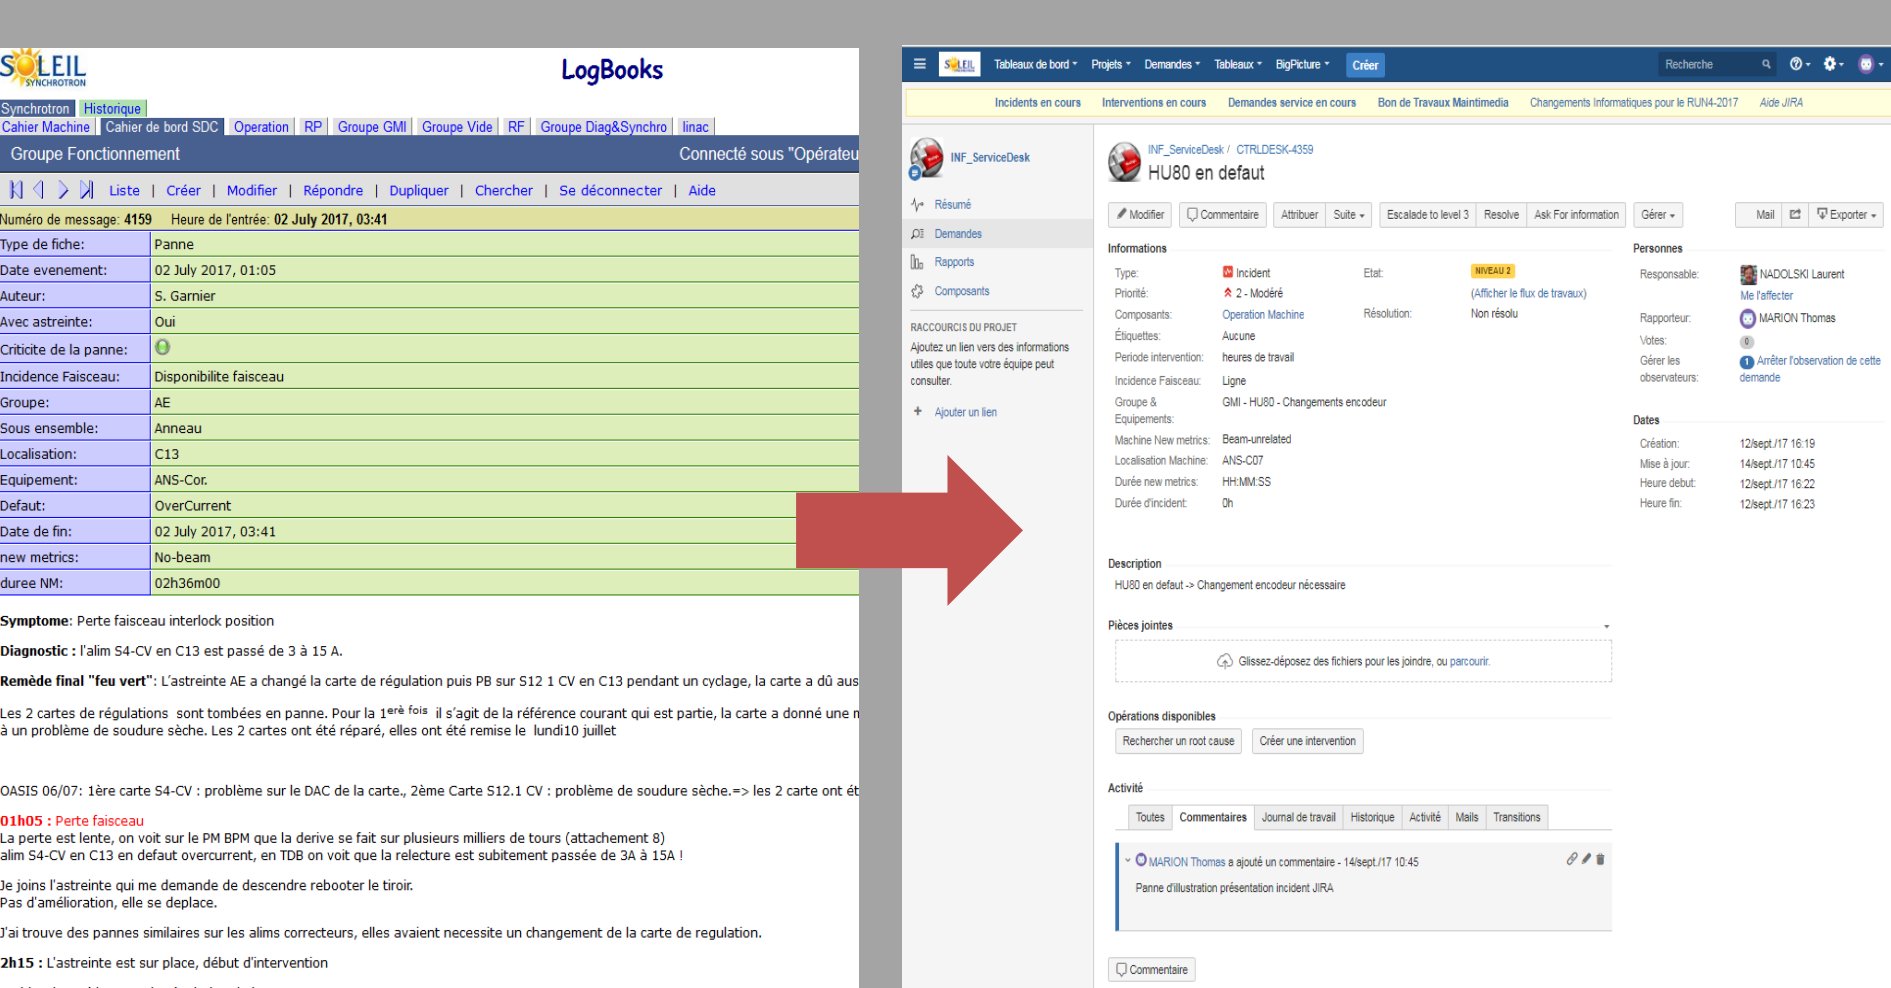 SOLEIL
SYNCHROTRON
LogBooks
Synchrotron Historique
Cahier Machine Cahier de bord SDC Operation RP Groupe GMI Groupe Vide RF Groupe Diag&Synchro linac
Groupe Fonctionnement Connecté sous "Opérateu
Liste | Créer | Modifier | Répondre | Dupliquer | Chercher | Se déconnecter | Aide
Numéro de message: 4159 Heure de l'entrée: 02 July 2017, 03:41
Type de fiche: Panne
Date evenement: 02 July 2017, 01:05
Auteur: S. Garnier
Avec astreinte: Oui
Criticite de la panne:
Incidence Faisceau: Disponibilite faisceau
Groupe: AE
Sous ensemble: Anneau
Localisation: C13
Equipement: ANS-Cor.
Defaut: OverCurrent
Date de fin: 02 July 2017, 03:41
new metrics: No-beam
duree NM: 02h36m00
Symptome: Perte faisceau interlock position
Diagnostic : l'alim S4-CV en C13 est passé de 3 à 15 A.
Remède final "feu vert": L'astreinte AE a changé la carte de régulation puis PB sur S12 1 CV en C13 pendant un cyclage, la carte a dû aus
Les 2 cartes de régulations sont tombées en panne. Pour la 1erè fois il s'agit de la référence courant qui est partie, la carte a donné une m
à un problème de soudure sèche. Les 2 cartes ont été réparé, elles ont été remise le lundi10 juillet
OASIS 06/07: 1ère carte S4-CV : problème sur le DAC de la carte., 2ème Carte S12.1 CV : problème de soudure sèche.=> les 2 carte ont ét
01h05 : Perte faisceau
La perte est lente, on voit sur le PM BPM que la derive se fait sur plusieurs milliers de tours (attachement 8)
alim S4-CV en C13 en defaut overcurrent, en TDB on voit que la relecture est subitement passée de 3A à 15A !
Je joins l'astreinte qui me demande de descendre rebooter le tiroir.
Pas d'amélioration, elle se deplace.
J'ai trouve des pannes similaires sur les alims correcteurs, elles avaient necessite un changement de la carte de regulation.
2h15 : L'astreinte est sur place, début d'intervention
SOLEIL Tableaux de bord Projets Demandes Tableaux BigPicture Créer Recherche
Incidents en cours Interventions en cours Demandes service en cours Bon de Travaux Maintimedia Changements Informatiques pour le RUN4-2017 Aide JIRA
INF_ServiceDesk
Résumé
Demandes
Rapports
Composants
RACCOURCIS DU PROJET
Ajoutez un lien vers des informations
utiles que toute votre équipe peut
consulter.
+ Ajouter un lien
INF_ServiceDesk / CTRLDESK-4359
HU80 en defaut
Modifier Commentaire Attribuer Suite Escalade to level 3 Resolve Ask For information Gérer Mail Exporter
Informations
Type: Incident Etat: NIVEAU 2
Priorité: 2 - Modéré (Afficher le flux de travaux)
Composants: Operation Machine Résolution: Non résolu
Étiquettes: Aucune
Periode intervention: heures de travail
Incidence Faisceau: Ligne
Groupe & Equipements: GMI - HU80 - Changements encodeur
Machine New metrics: Beam-unrelated
Localisation Machine: ANS-C07
Durée new metrics: HH:MM:SS
Durée d'incident: 0h
Personnes
Responsable: NADOLSKI Laurent
Me l'affecter
Rapporteur: MARION Thomas
Votes: 0
Gérer les observateurs: 1 Arrêter l'observation de cette demande
Dates
Création: 12/sept./17 16:19
Mise à jour: 14/sept./17 10:45
Heure debut: 12/sept./17 16:22
Heure fin: 12/sept./17 16:23
Description
HU80 en defaut -> Changement encodeur nécessaire
Pièces jointes
Glissez-déposez des fichiers pour les joindre, ou parcourir.
Opérations disponibles
Rechercher un root cause Créer une intervention
Activité
Toutes Commentaires Journal de travail Historique Activité Mails Transitions
MARION Thomas a ajouté un commentaire - 14/sept./17 10:45
Panne d'illustration présentation incident JIRA
Commentaire